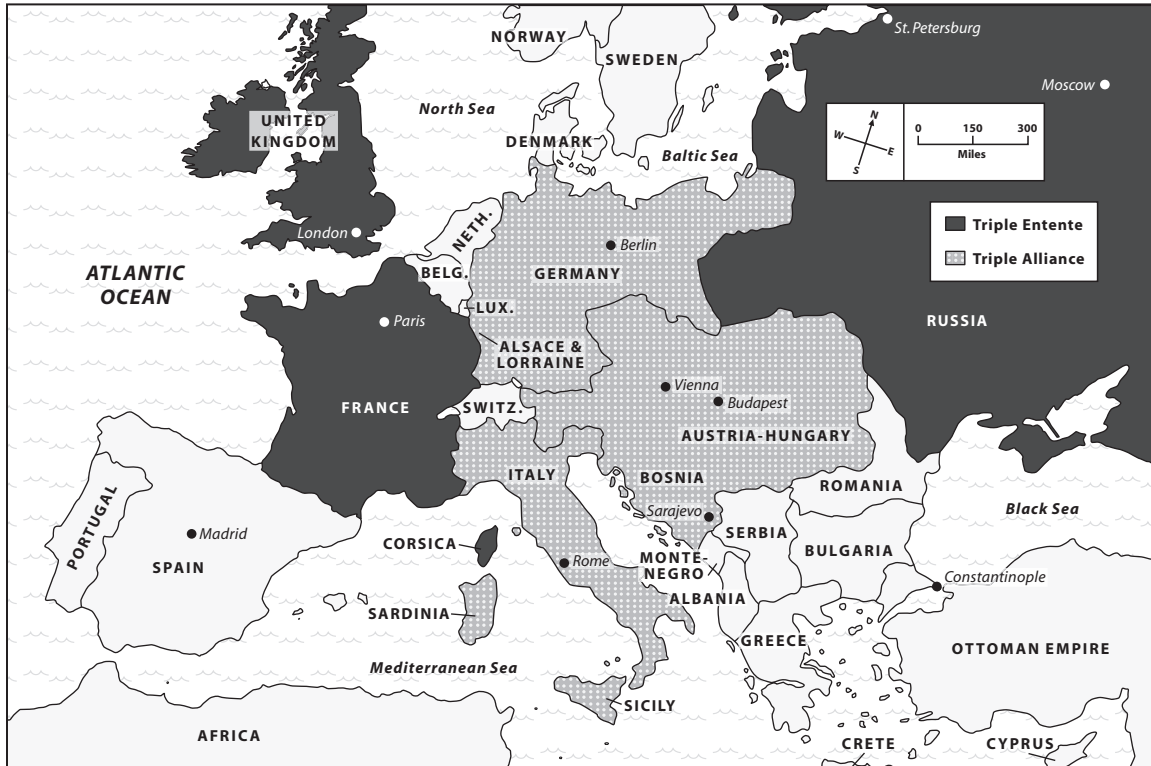 NORWAY
SWEDEN
St. Petersburg
Moscow
North Sea
UNITED
KINGDOM
DENMARK
Baltic Sea
N
W
E
S
0 150 300
Miles
London
NETH.
Berlin
Triple Entente
Triple Alliance
ATLANTIC
OCEAN
BELG.
GERMANY
LUX.
Paris
RUSSIA
ALSACE &
LORRAINE
Vienna
Budapest
FRANCE
SWITZ.
AUSTRIA-HUNGARY
ITALY
BOSNIA
ROMANIA
Sarajevo
Black Sea
PORTUGAL
Madrid
SPAIN
CORSICA
SERBIA
BULGARIA
Rome
MONTE-
NEGRO
Constantinople
ALBANIA
SARDINIA
GREECE
OTTOMAN EMPIRE
Mediterranean Sea
SICILY
AFRICA
CRETE
CYPRUS